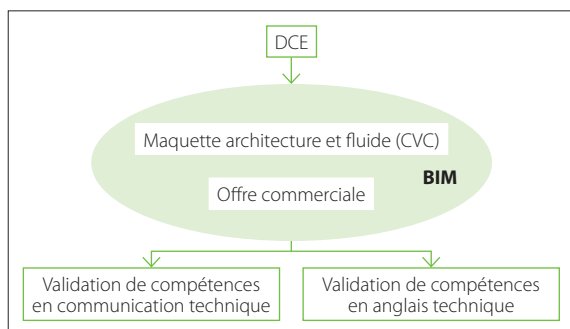 DCE
Maquette architecture et fluide (CVC)
BIM
Offre commerciale
Validation de compétences
en communication technique
Validation de compétences
en anglais technique